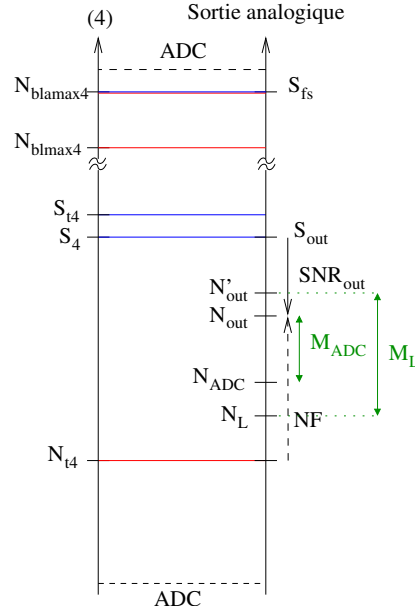 (4) Sortie analogique
ADC
N_blamax4 S_fs
N_blmax4
S_t4
S_4 S_out
SNR_out
N'_out
N_out
M_ADC
M_L
N_ADC
N_L NF
N_t4
ADC